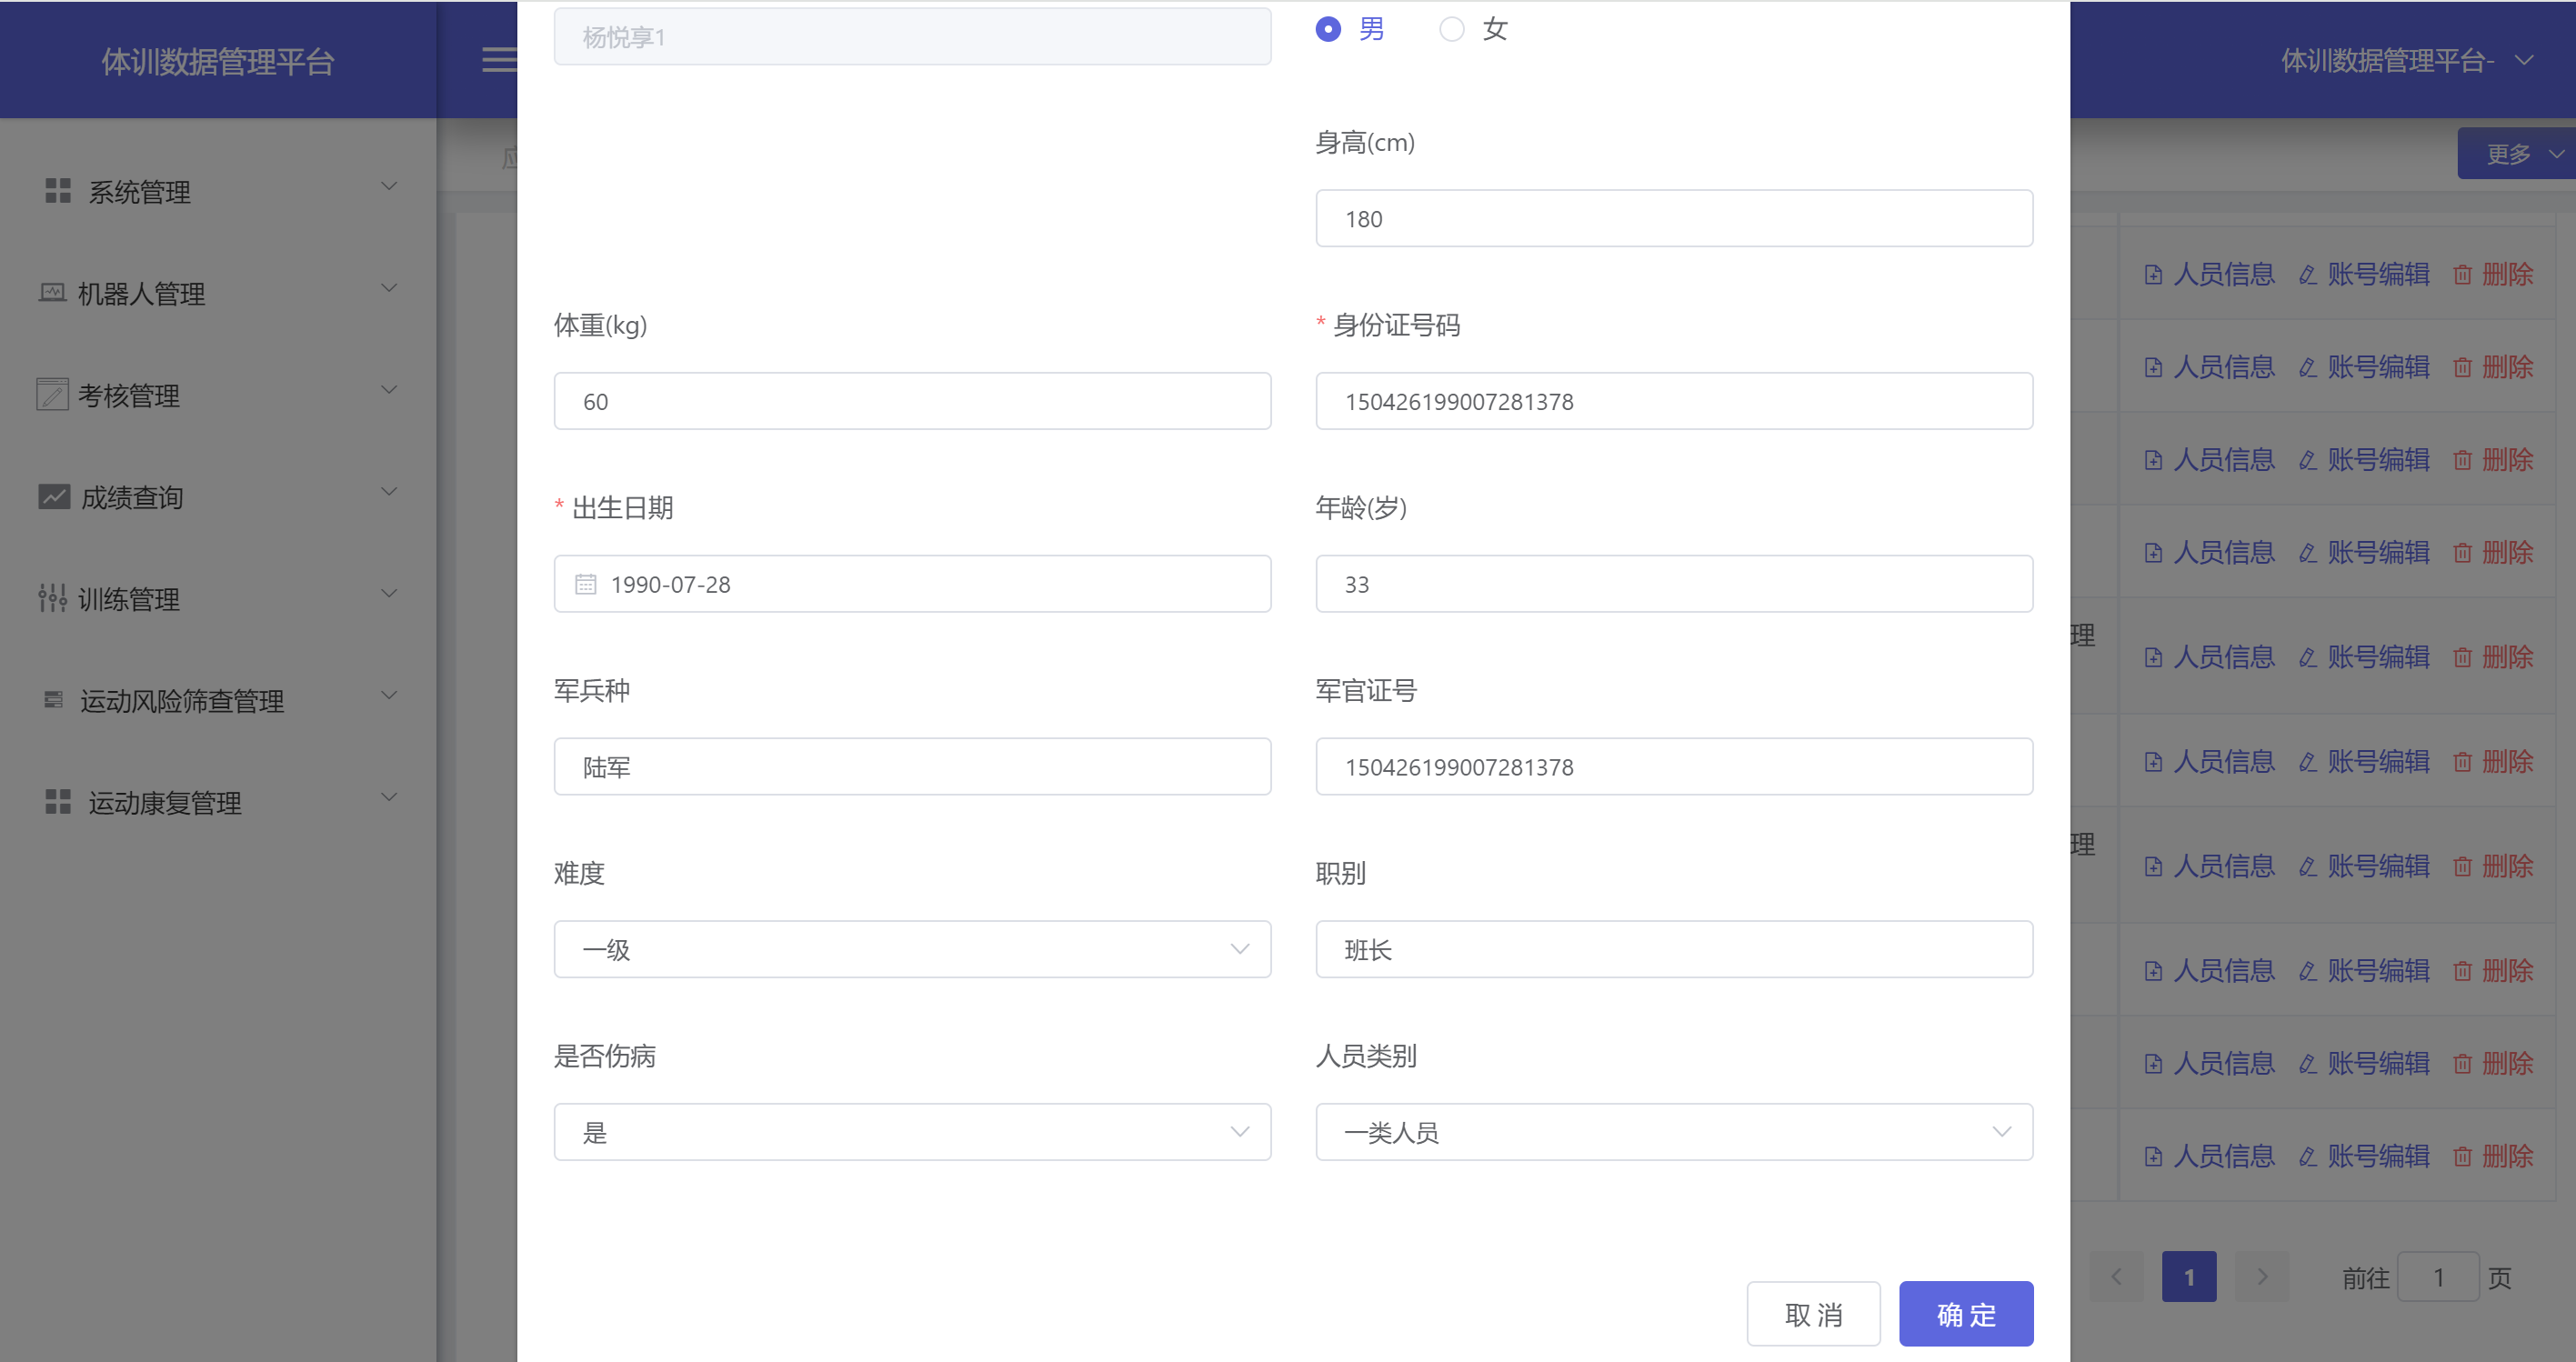 体训数据管理平台
体训数据管理平台-
更多
系统管理
机器人管理
考核管理
成绩查询
训练管理
运动风险筛查管理
运动康复管理
杨悦享1
男 女
身高(cm)
180
体重(kg) * 身份证号码
60 150426199007281378
* 出生日期 年龄(岁)
1990-07-28 33
军兵种 军官证号
陆军 150426199007281378
难度 职别
一级 班长
是否伤病 人员类别
是 一类人员
取消 确定
人员信息 账号编辑 删除
人员信息 账号编辑 删除
人员信息 账号编辑 删除
人员信息 账号编辑 删除
理 人员信息 账号编辑 删除
人员信息 账号编辑 删除
理 人员信息 账号编辑 删除
人员信息 账号编辑 删除
人员信息 账号编辑 删除
人员信息 账号编辑 删除
1 前往 1 页